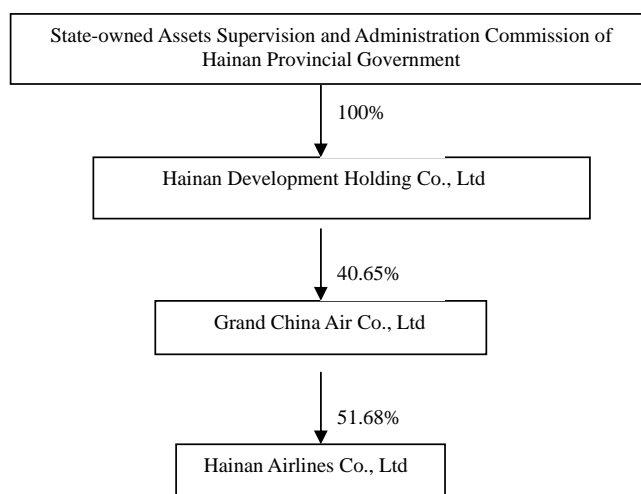 State-owned Assets Supervision and Administration Commission of
Hainan Provincial Government
100%
Hainan Development Holding Co., Ltd
40.65%
Grand China Air Co., Ltd
51.68%
Hainan Airlines Co., Ltd